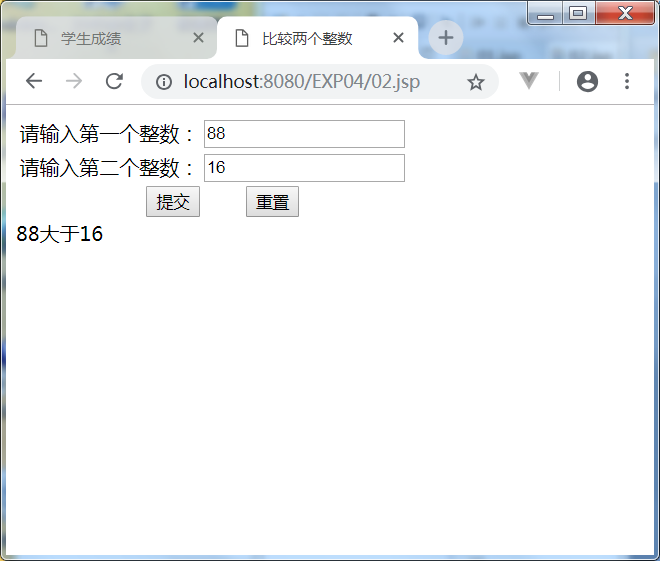 学生成绩
比较两个整数
localhost:8080/EXP04/02.jsp
请输入第一个整数：88
请输入第二个整数：16
提交 重置
88大于16